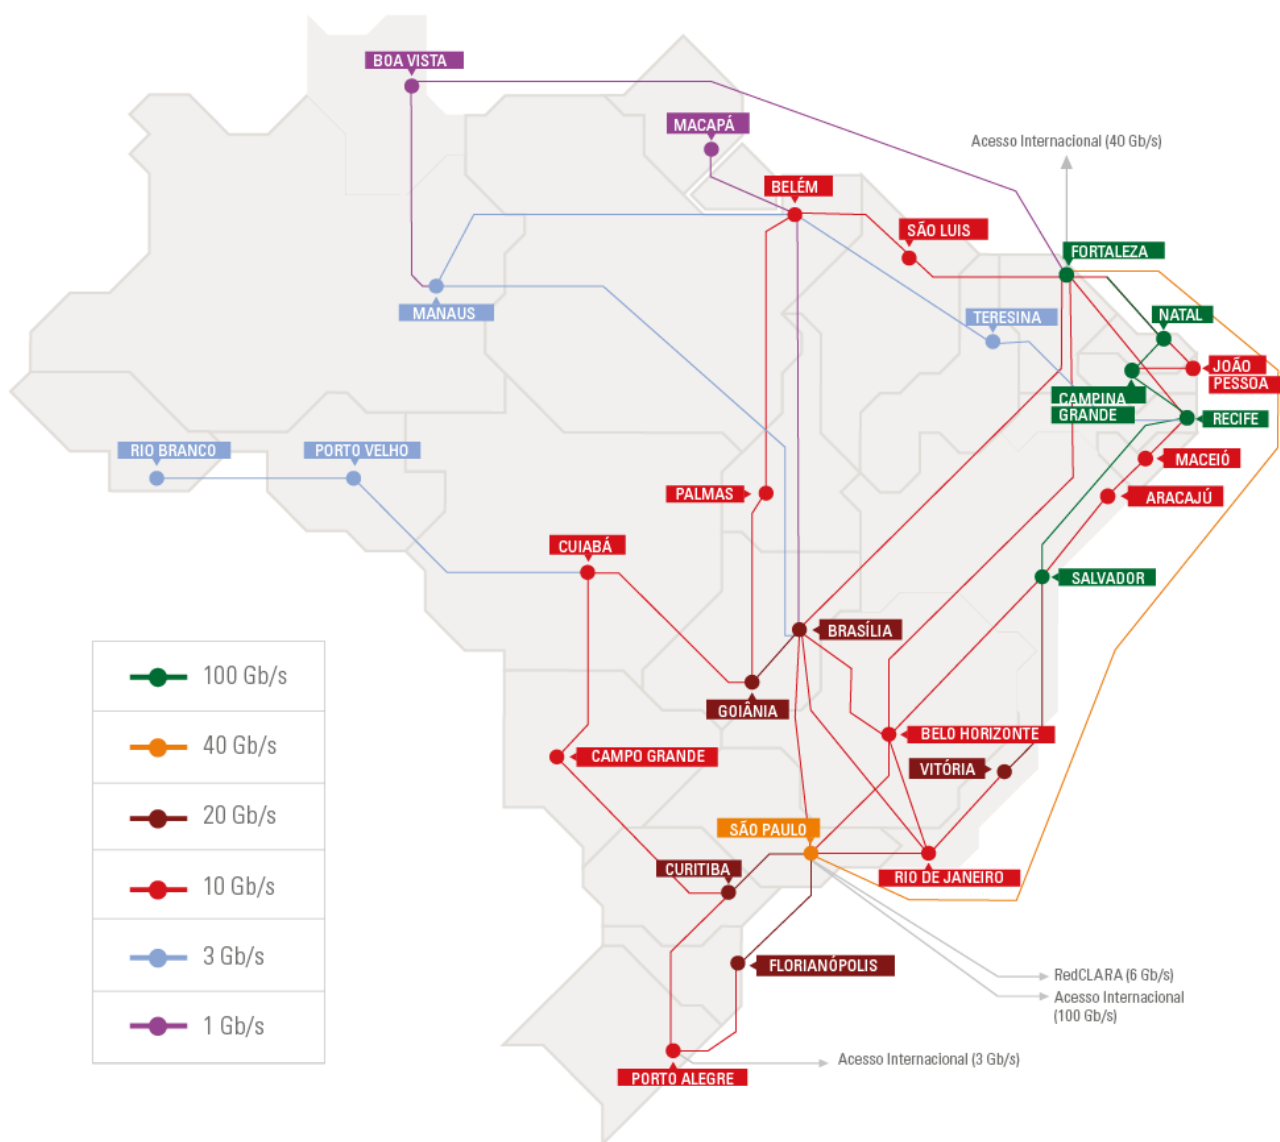 BOA VISTA
MACAPÁ
Acesso Internacional (40 Gb/s)
BELÉM
SÃO LUIS
FORTALEZA
MANAUS
TERESINA
NATAL
JOÃO
PESSOA
CAMPINA
GRANDE
RECIFE
RIO BRANCO
PORTO VELHO
MACEIÓ
PALMAS
ARACAJÚ
CUIABÁ
SALVADOR
BRASÍLIA
GOIÂNIA
BELO HORIZONTE
CAMPO GRANDE
VITÓRIA
SÃO PAULO
CURITIBA
RIO DE JANEIRO
FLORIANÓPOLIS
RedCLARA (6 Gb/s)
Acesso Internacional
(100 Gb/s)
Acesso Internacional (3 Gb/s)
PORTO ALEGRE
100 Gb/s
40 Gb/s
20 Gb/s
10 Gb/s
3 Gb/s
1 Gb/s